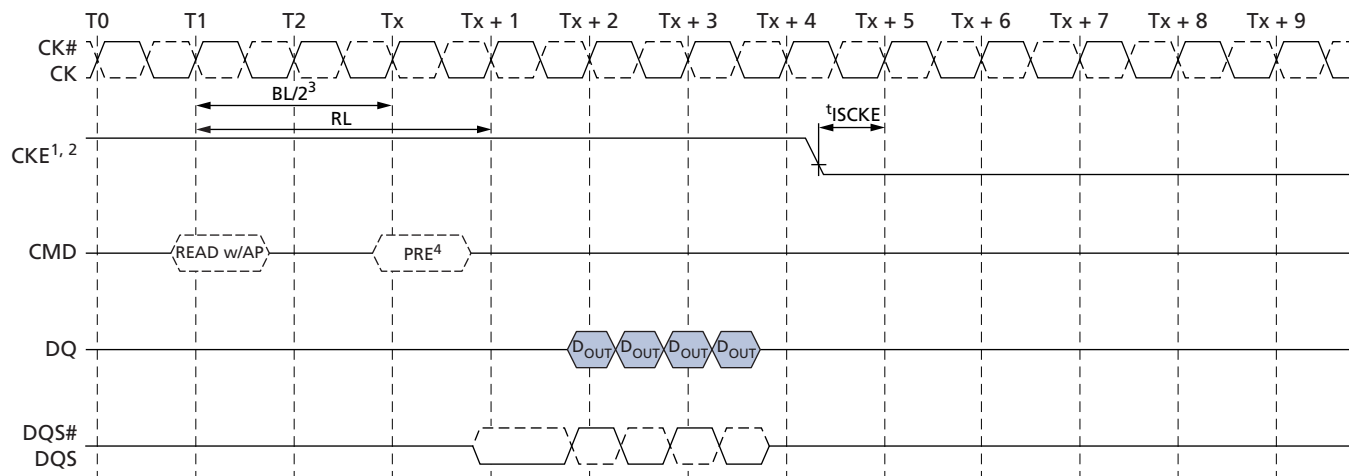 T0 T1 T2 Tx Tx + 1 Tx + 2 Tx + 3 Tx + 4 Tx + 5 Tx + 6 Tx + 7 Tx + 8 Tx + 9
CK#
CK
BL/2³
RL
tISCKE
CKE1, 2
CMD READ w/AP PRE⁴
DQ DOUT DOUT DOUT DOUT
DQS#
DQS